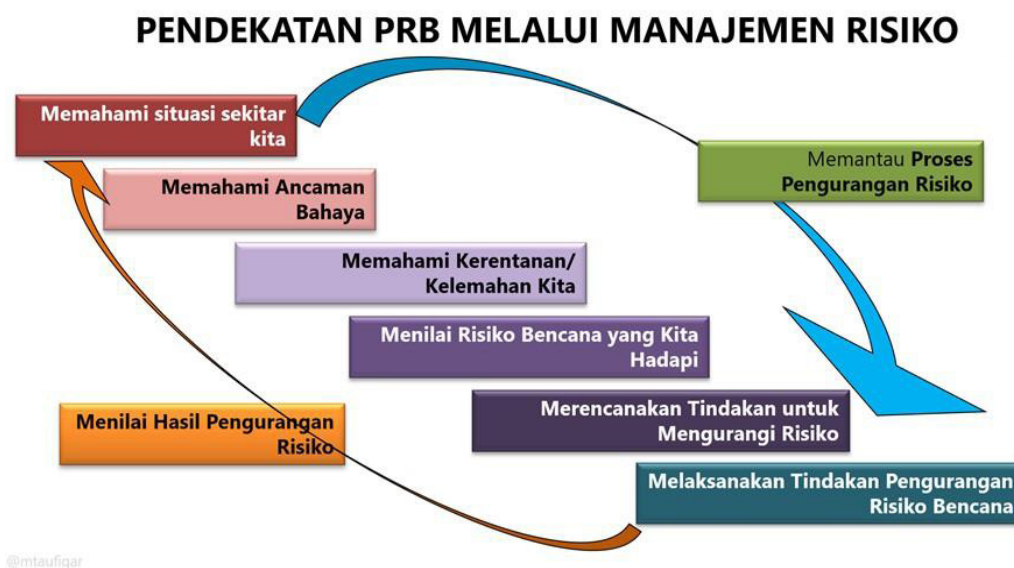 PENDEKATAN PRB MELALUI MANAJEMEN RISIKO
Memahami situasi sekitar
kita
Memantau Proses
Pengurangan Risiko
Memahami Ancaman
Bahaya
Memahami Kerentanan/
Kelemahan Kita
Menilai Risiko Bencana yang Kita
Hadapi
Merencanakan Tindakan untuk
Mengurangi Risiko
Menilai Hasil Pengurangan
Risiko
Melaksanakan Tindakan Pengurangan
Risiko Bencana
@mtaufiqar